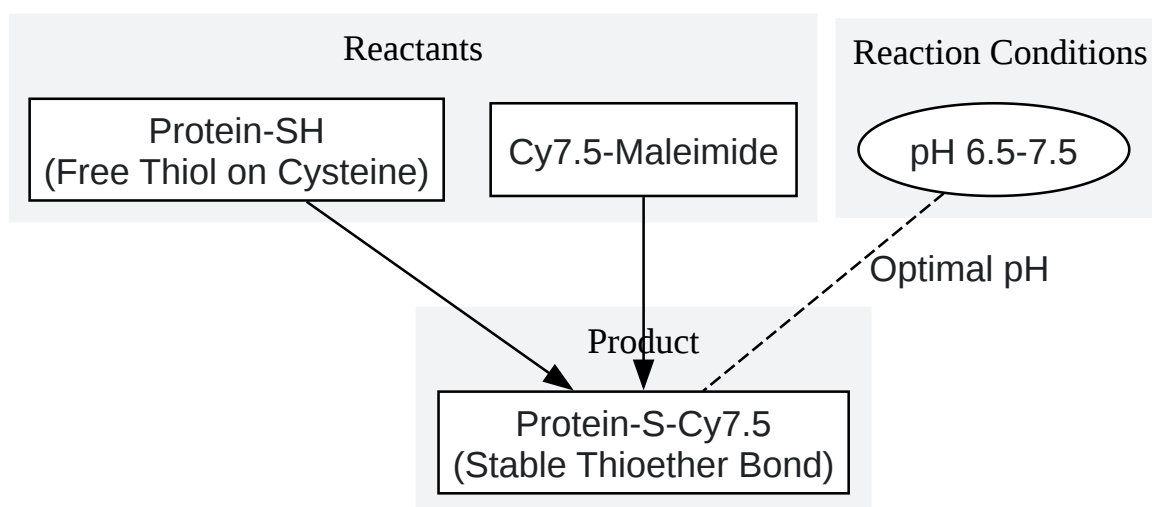 Reactants
Reaction Conditions
Protein-SH
(Free Thiol on Cysteine)
Cy7.5-Maleimide
pH 6.5-7.5
Optimal pH
Product
Protein-S-Cy7.5
(Stable Thioether Bond)